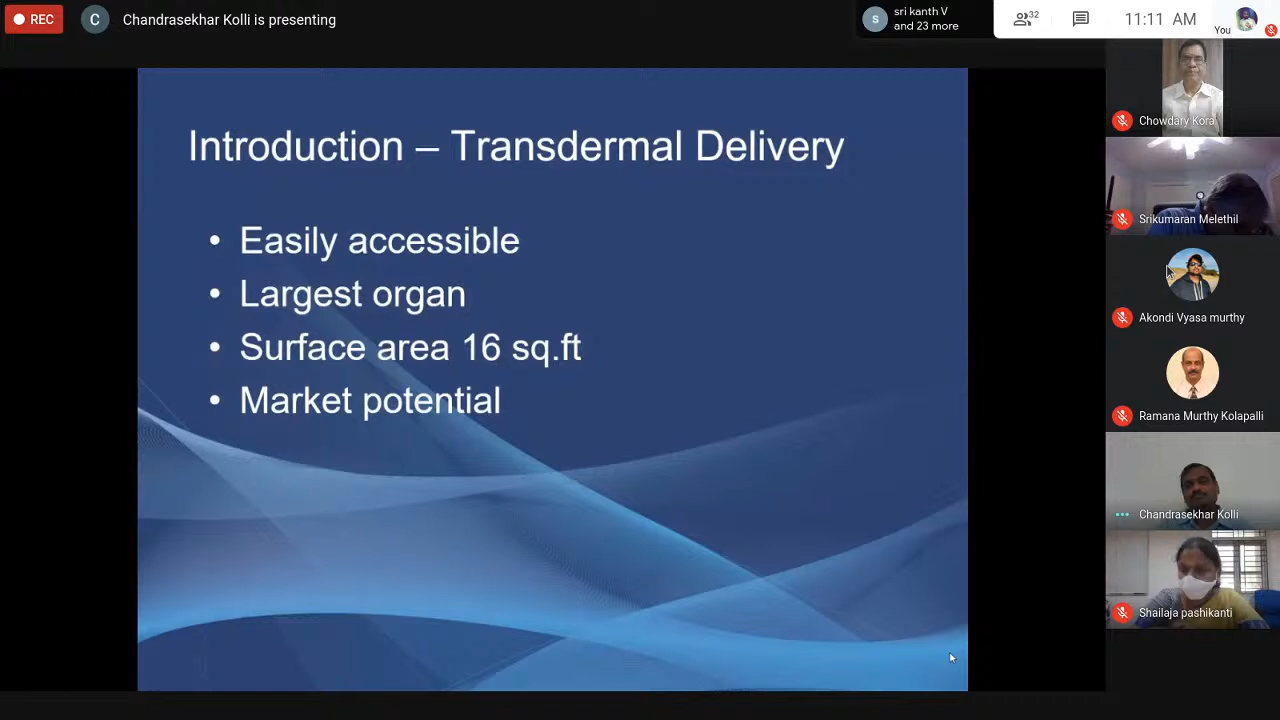 REC
C
Chandrasekhar Kolli is presenting
s
sri kanth V
and 23 more
32
11:11 AM
You
Introduction – Transdermal Delivery
• Easily accessible
• Largest organ
• Surface area 16 sq.ft
• Market potential
Chowdary Kora
Srikumaran Melethil
Akondi Vyasa murthy
Ramana Murthy Kolapalli
Chandrasekhar Kolli
Shailaja pashikanti